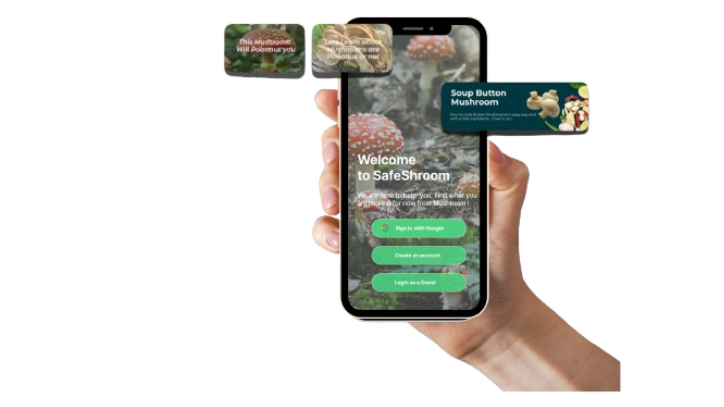 This Mushroom
Will Poisonus you
Lets Learn about
Mushrooms are
Poisonus or not
Soup Button
Mushroom
Welcome
to SafeShroom
We are here to help you. Find what you
are looking for now from Mushroom !
Sign in with Google
Create an account
Login as a Guest